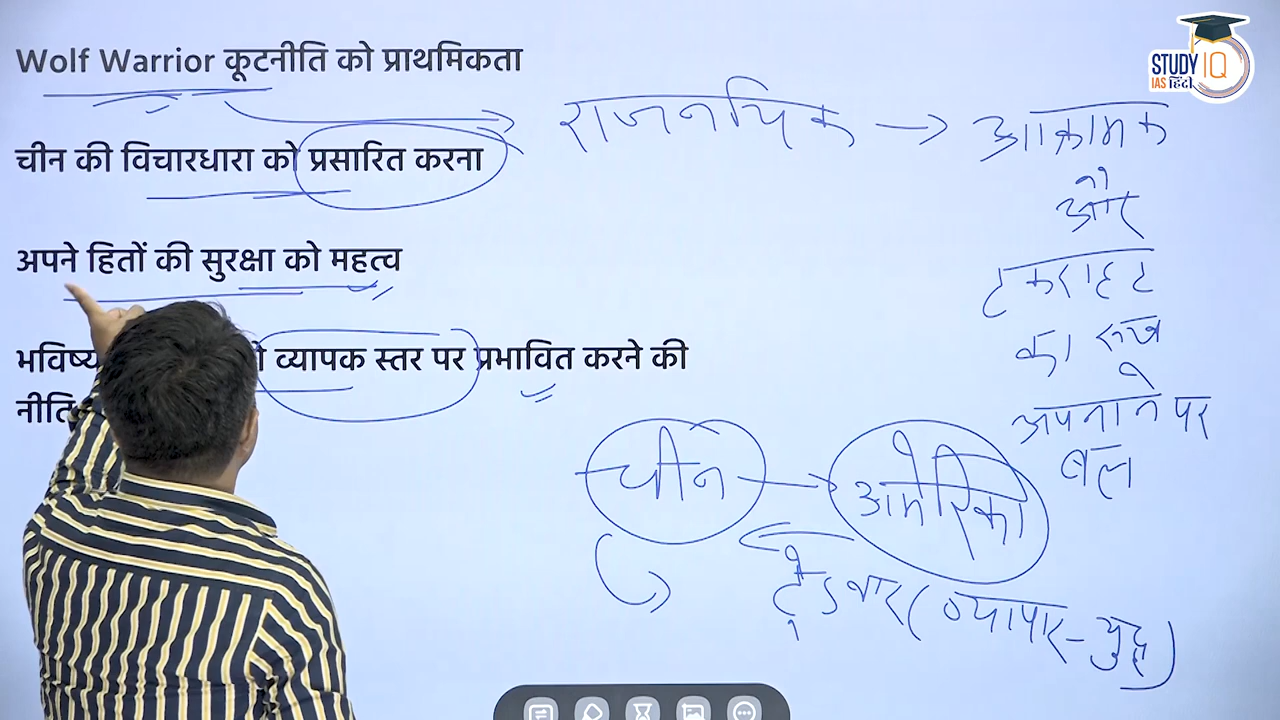 Wolf Warrior कूटनीति को प्राथमिकता
चीन की विचारधारा को प्रसारित करना
अपने हितों की सुरक्षा को महत्व
भविष्य
व्यापक स्तर पर प्रभावित करने की
नीति
राजनयिक → आक्रामक
और
टकराहट
का रूख
अपनाने पर
बल
चीन → अमेरिका
ट्रेड वार (व्यापार-युद्ध)
STUDY IQ
IAS हिंदी